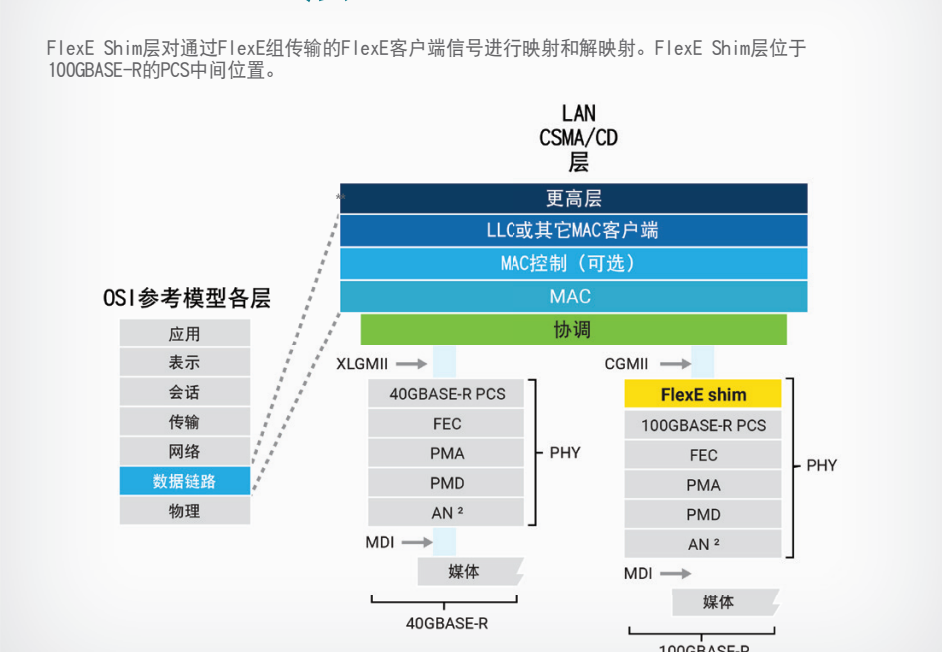 FlexE Shim层对通过FlexE组传输的FlexE客户端信号进行映射和解映射。FlexE Shim层位于
100GBASE-R的PCS中间位置。
LAN
CSMA/CD
层
更高层
LLC或其它MAC客户端
MAC控制（可选）
MAC
协调
OSI参考模型各层
应用
表示
会话
传输
网络
数据链路
物理
XLGMII
40GBASE-R PCS
FEC
PMA
PMD
AN ²
PHY
MDI
媒体
40GBASE-R
CGMII
FlexE shim
100GBASE-R PCS
FEC
PMA
PMD
AN ²
PHY
MDI
媒体
100GBASE-R